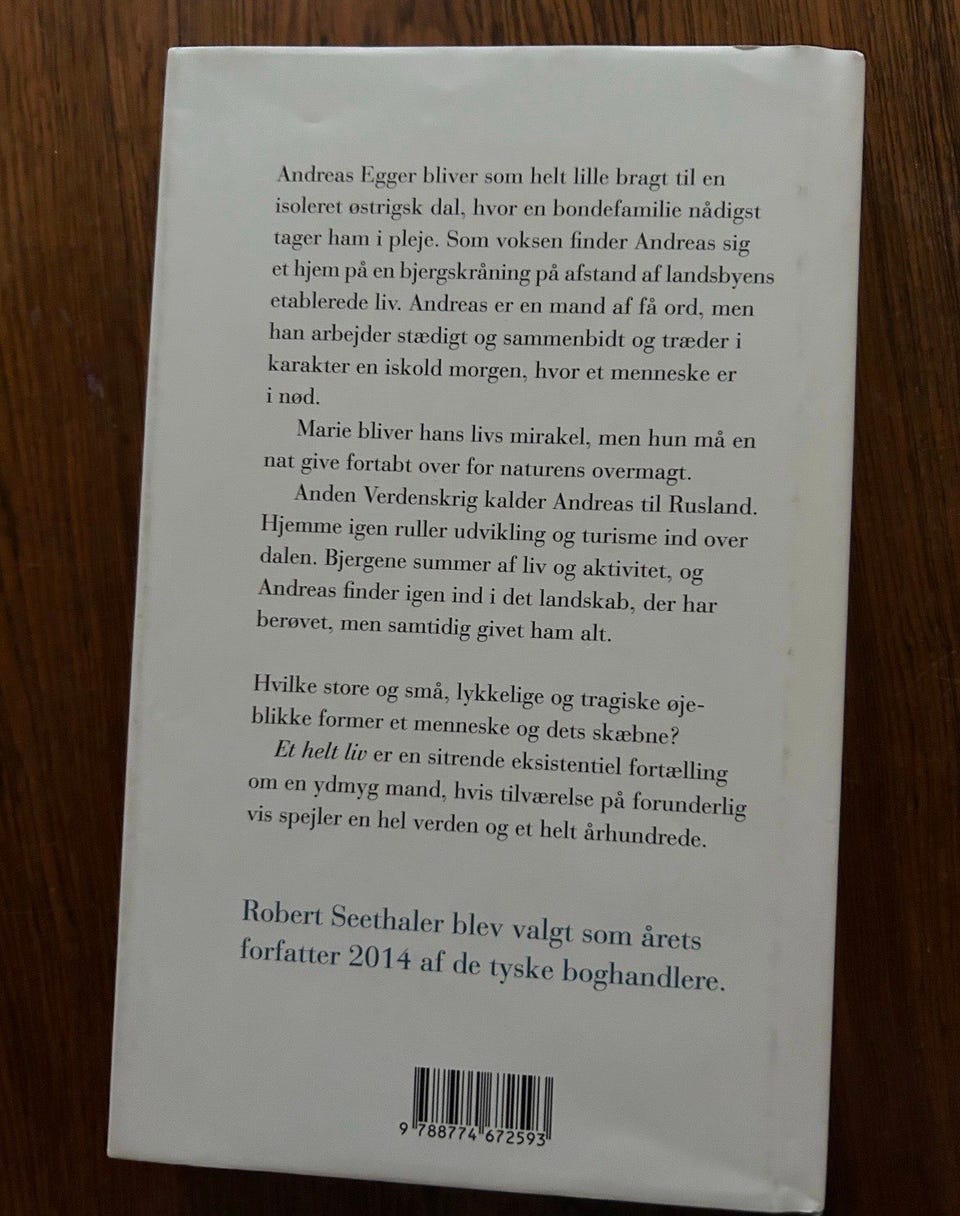 Andreas Egger bliver som helt lille bragt til en
isoleret østrigsk dal, hvor en bondefamilie nådigst
tager ham i pleje. Som voksen finder Andreas sig
et hjem på en bjergskråning på afstand af landsbyens
etablerede liv. Andreas er en mand af få ord, men
han arbejder stædigt og sammenbidt og træder i
karakter en iskold morgen, hvor et menneske er
i nød.
Marie bliver hans livs mirakel, men hun må en
nat give fortabt over for naturens overmagt.
Anden Verdenskrig kalder Andreas til Rusland.
Hjemme igen ruller udvikling og turisme ind over
dalen. Bjergene summer af liv og aktivitet, og
Andreas finder igen ind i det landskab, der har
berøvet, men samtidig givet ham alt.
Hvilke store og små, lykkelige og tragiske øje-
blikke former et menneske og dets skæbne?
Et helt liv er en sitrende eksistentiel fortælling
om en ydmyg mand, hvis tilværelse på forunderlig
vis spejler en hel verden og et helt århundrede.
Robert Seethaler blev valgt som årets
forfatter 2014 af de tyske boghandlere.
9 788774 672593